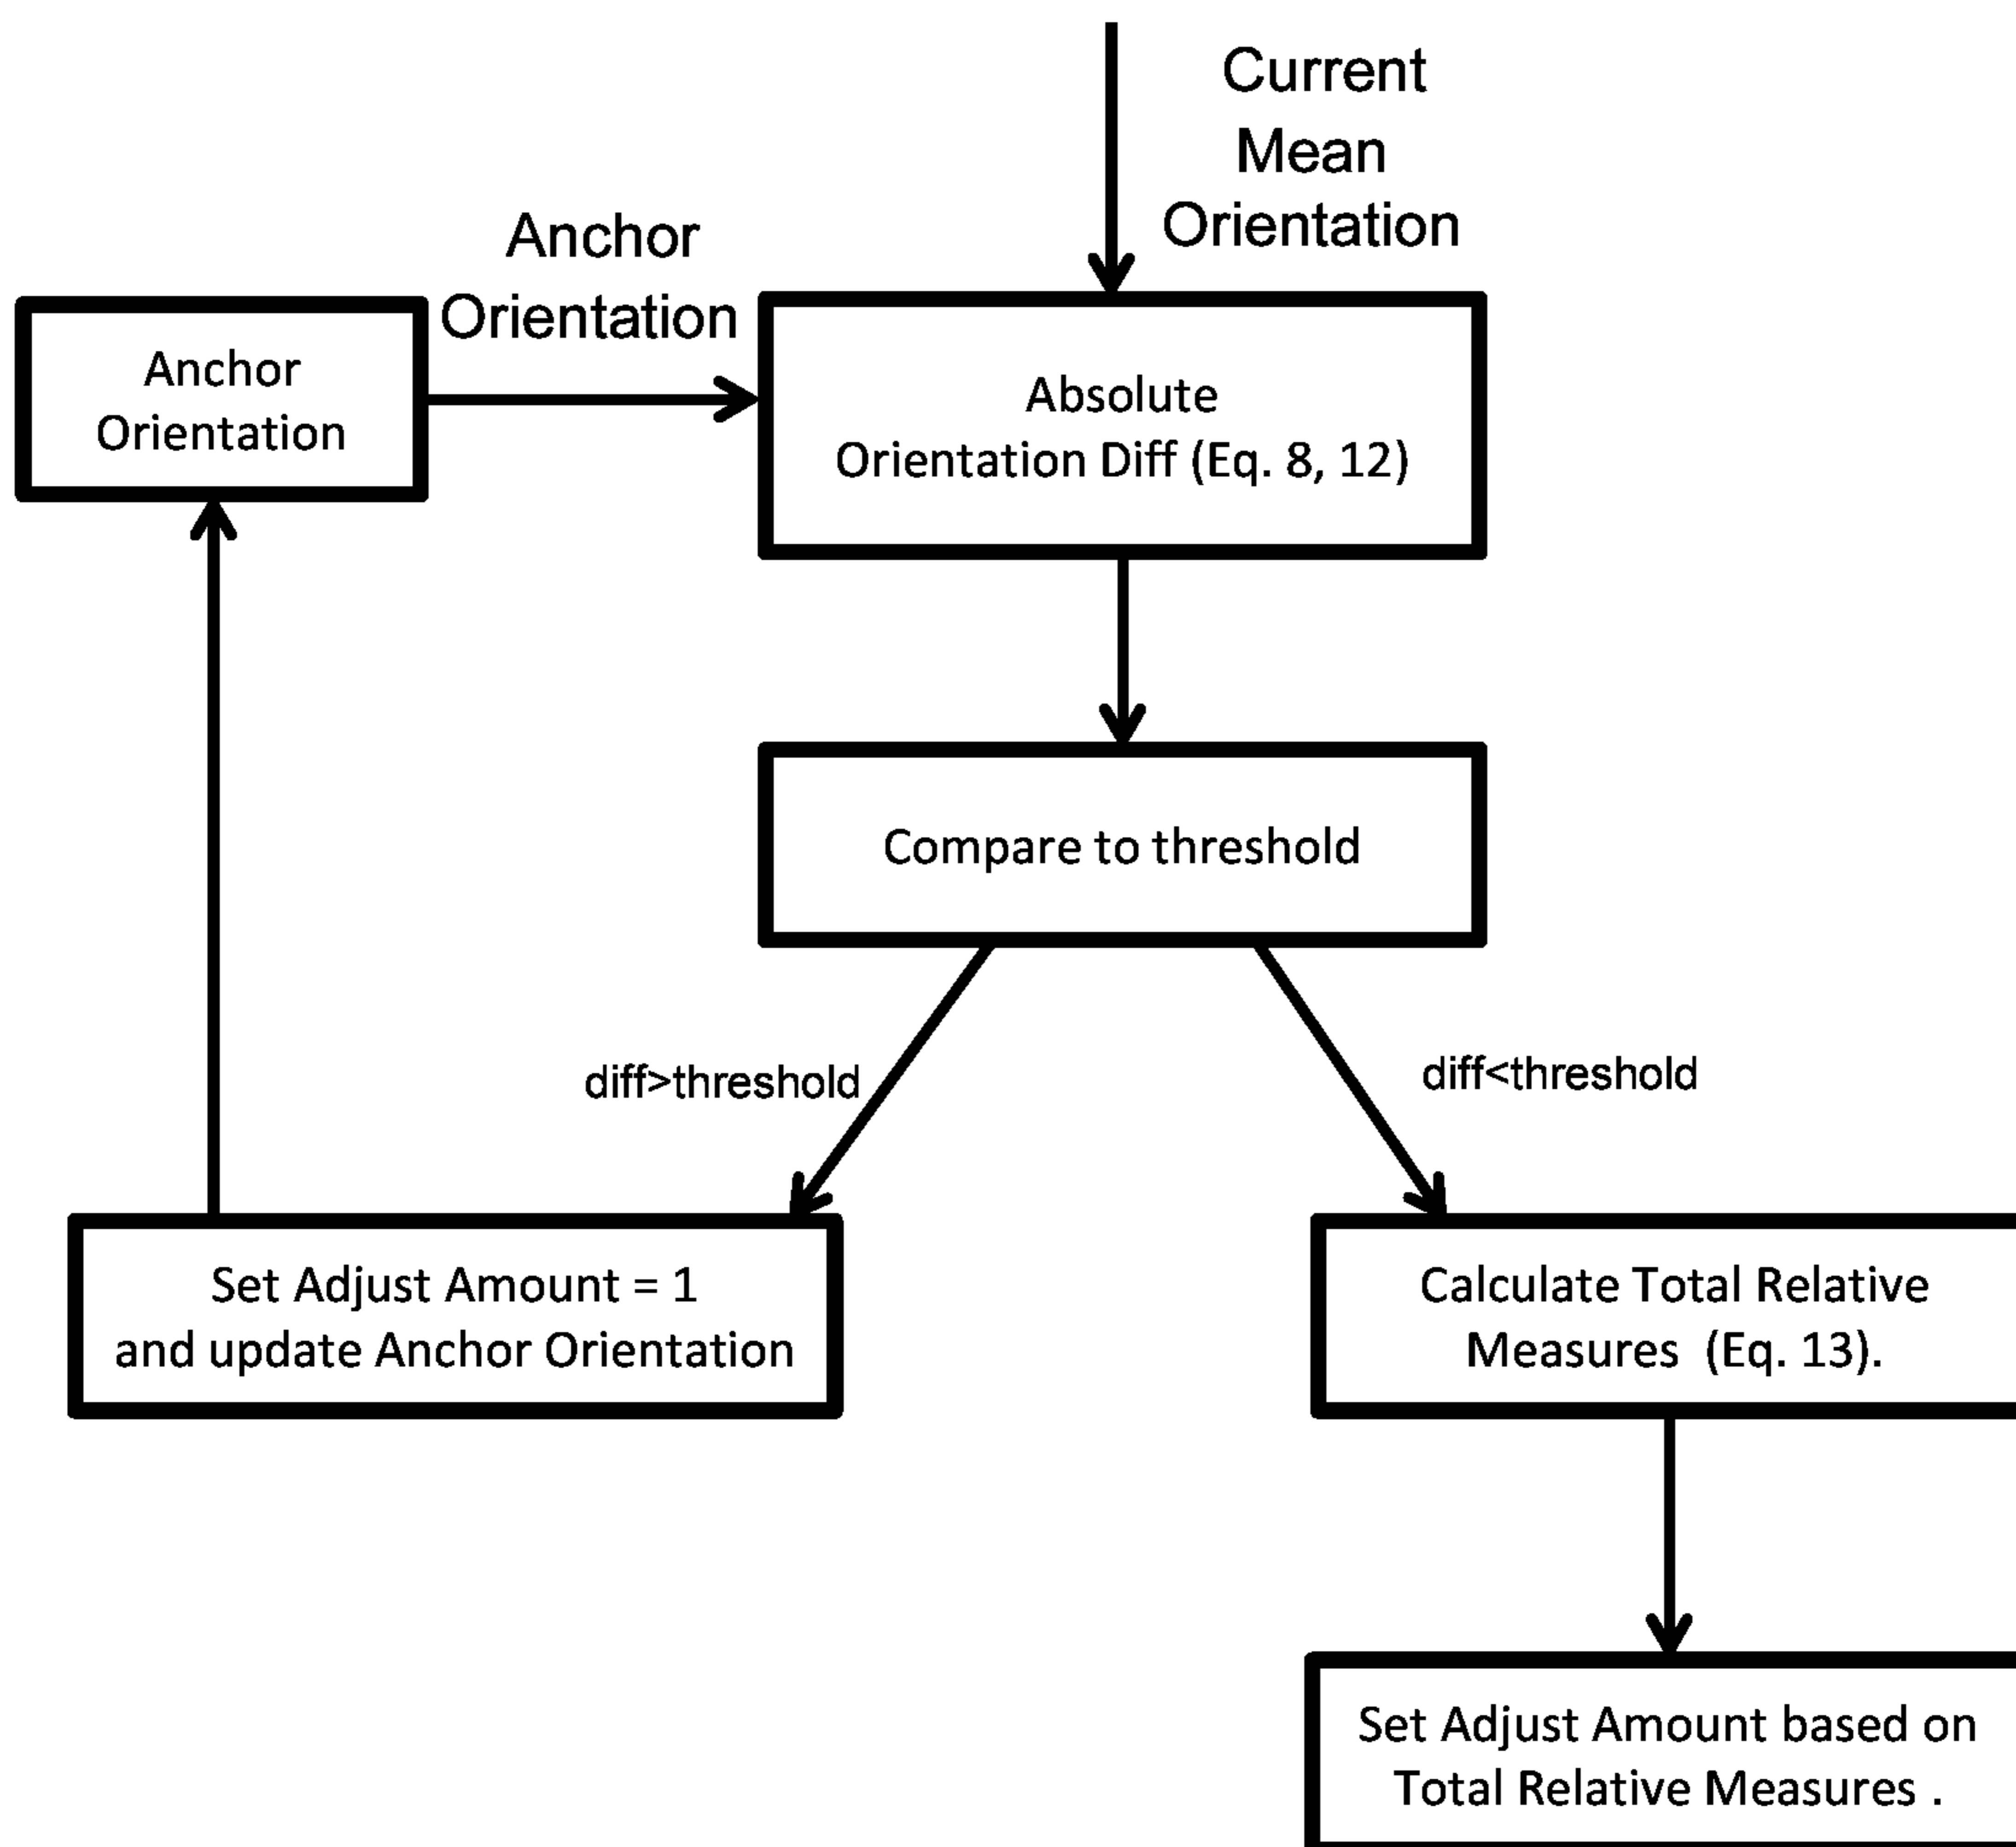 Current
Mean
Orientation
Anchor
Orientation
Anchor
Orientation
Absolute
Orientation Diff (Eq. 8, 12)
Compare to threshold
diff>threshold
diff<threshold
Set Adjust Amount = 1
and update Anchor Orientation
Calculate Total Relative
Measures  (Eq. 13).
Set Adjust Amount based on
Total Relative Measures .